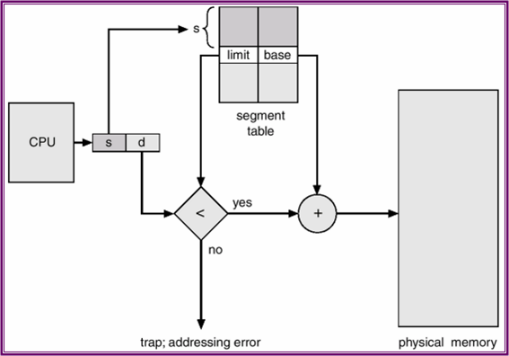 s
limit base
segment
table
CPU
s d
<
yes
+
no
trap; addressing error
physical memory